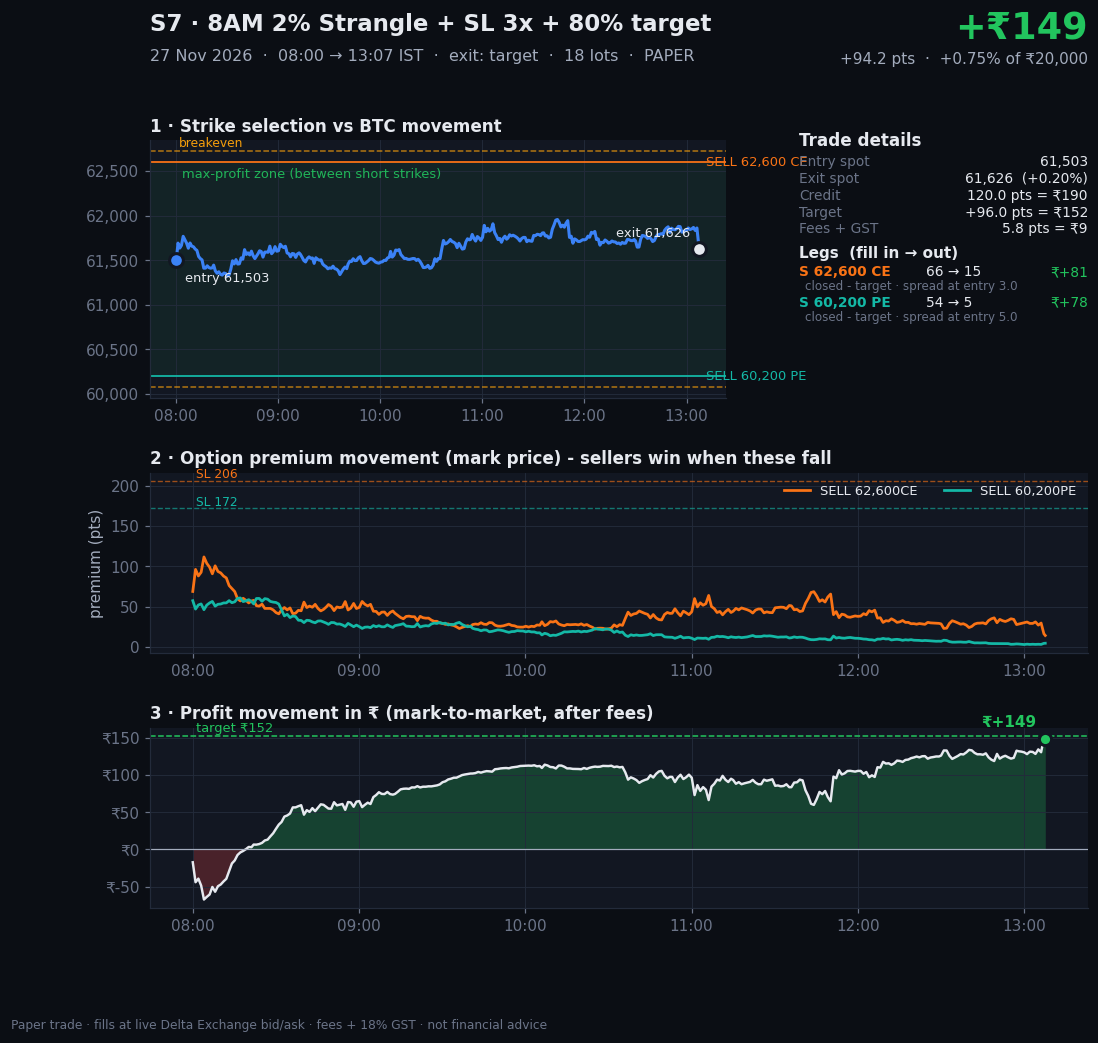 S7 · 8AM 2% Strangle + SL 3x + 80% target
+₹149
27 Nov 2026 · 08:00 → 13:07 IST · exit: target · 18 lots · PAPER
+94.2 pts · +0.75% of ₹20,000
1 · Strike selection vs BTC movement
breakeven
SELL 62,600 CE
max-profit zone (between short strikes)
exit 61,626
entry 61,503
SELL 60,200 PE
62,500
62,000
61,500
61,000
60,500
60,000
08:00 09:00 10:00 11:00 12:00 13:00
Trade details
Entry spot 61,503
Exit spot 61,626 (+0.20%)
Credit 120.0 pts = ₹190
Target +96.0 pts = ₹152
Fees + GST 5.8 pts = ₹9
Legs (fill in → out)
S 62,600 CE 66 → 15 ₹+81
closed - target · spread at entry 3.0
S 60,200 PE 54 → 5 ₹+78
closed - target · spread at entry 5.0
2 · Option premium movement (mark price) - sellers win when these fall
SL 206
SL 172
SELL 62,600CE SELL 60,200PE
premium (pts)
200
150
100
50
0
08:00 09:00 10:00 11:00 12:00 13:00
3 · Profit movement in ₹ (mark-to-market, after fees)
target ₹152
₹+149
₹150
₹100
₹50
₹0
₹-50
08:00 09:00 10:00 11:00 12:00 13:00
Paper trade · fills at live Delta Exchange bid/ask · fees + 18% GST · not financial advice